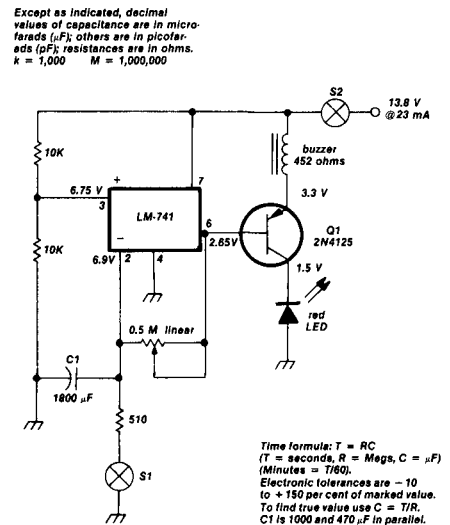 Except as indicated, decimal
values of capacitance are in micro-
farads (µF); others are in picofar-
ads (pF); resistances are in ohms.
k = 1,000 M = 1,000,000
S2
13.8 V
@23 mA
buzzer
452 ohms
10K
+
7
3.3 V
6.75 V
3
LM-741
6
2.65V
Q1
2N4125
10K
–
6.9V
2
4
1.5 V
red
LED
0.5 M linear
C1
1800 µF
510
S1
Time formula: T = RC
(T = seconds, R = Megs, C = µF)
(Minutes = T/60).
Electronic tolerances are – 10
to + 150 per cent of marked value.
To find true value use C = T/R.
C1 is 1000 and 470 µF in parallel.